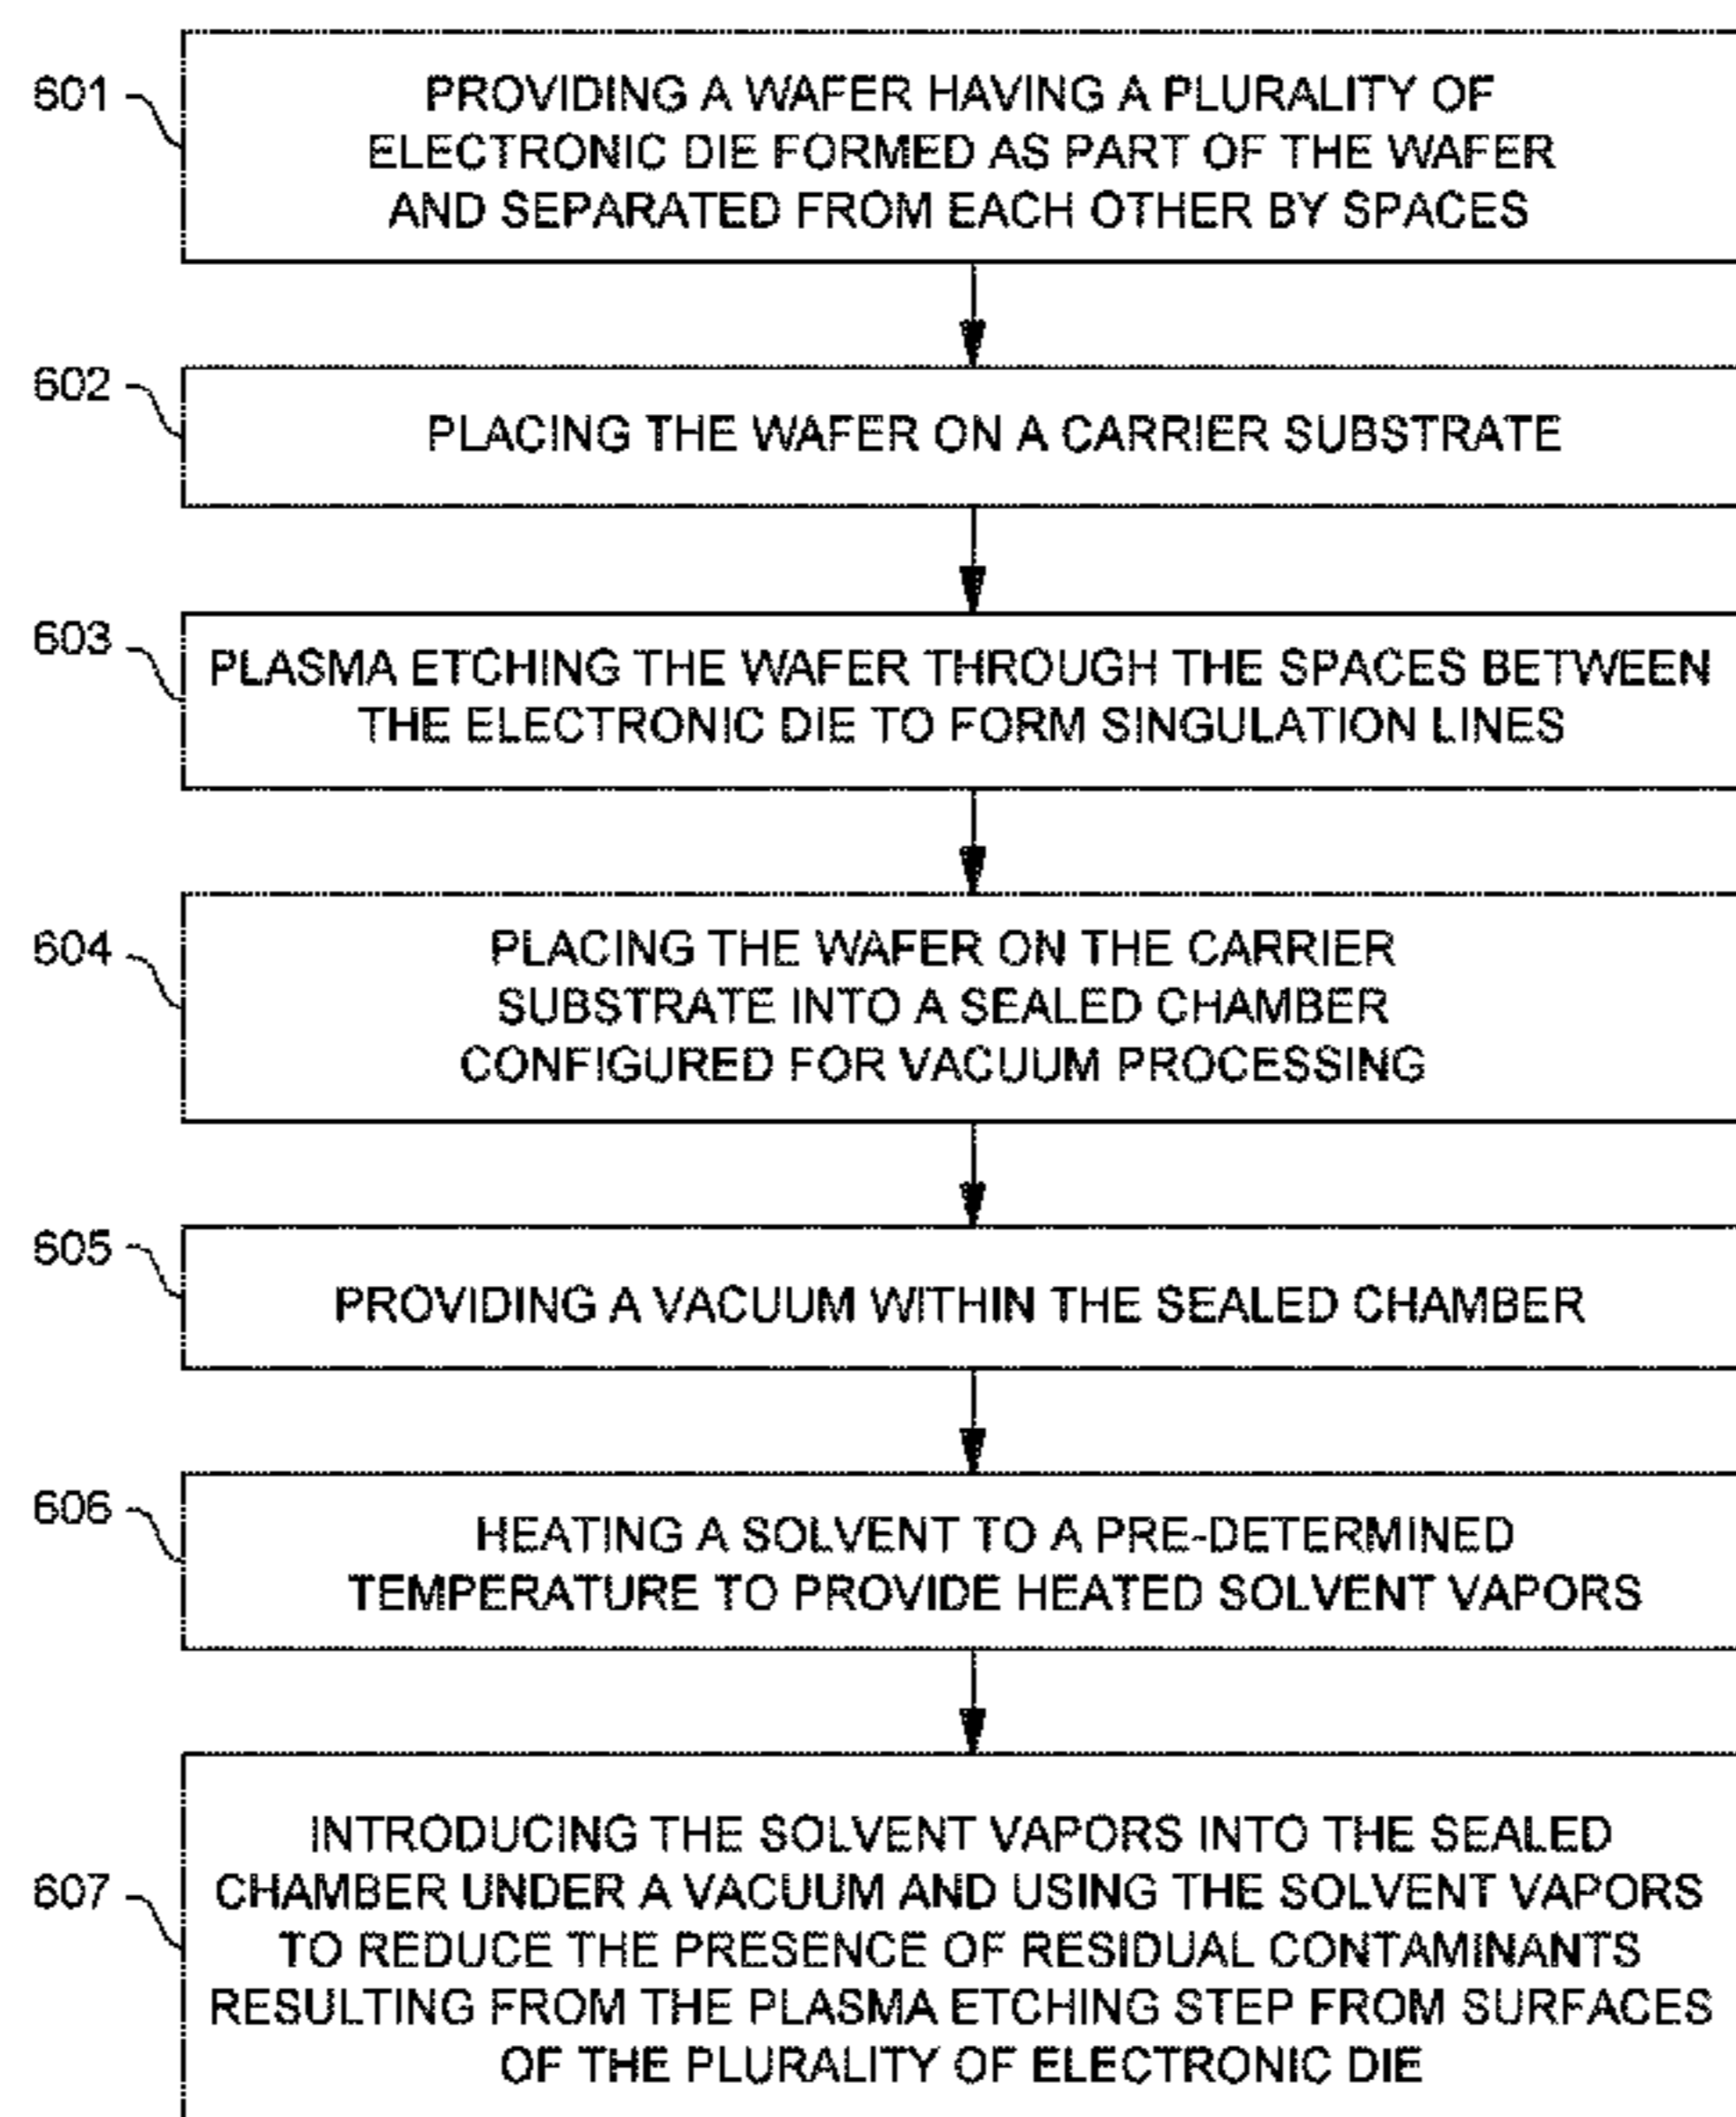 601
PROVIDING A WAFER HAVING A PLURALITY OF
ELECTRONIC DIE FORMED AS PART OF THE WAFER
AND SEPARATED FROM EACH OTHER BY SPACES
602
PLACING THE WAFER ON A CARRIER SUBSTRATE
603
PLASMA ETCHING THE WAFER THROUGH THE SPACES BETWEEN
THE ELECTRONIC DIE TO FORM SINGULATION LINES
604
PLACING THE WAFER ON THE CARRIER
SUBSTRATE INTO A SEALED CHAMBER
CONFIGURED FOR VACUUM PROCESSING
605
PROVIDING A VACUUM WITHIN THE SEALED CHAMBER
606
HEATING A SOLVENT TO A PRE-DETERMINED
TEMPERATURE TO PROVIDE HEATED SOLVENT VAPORS
607
INTRODUCING THE SOLVENT VAPORS INTO THE SEALED
CHAMBER UNDER A VACUUM AND USING THE SOLVENT VAPORS
TO REDUCE THE PRESENCE OF RESIDUAL CONTAMINANTS
RESULTING FROM THE PLASMA ETCHING STEP FROM SURFACES
OF THE PLURALITY OF ELECTRONIC DIE